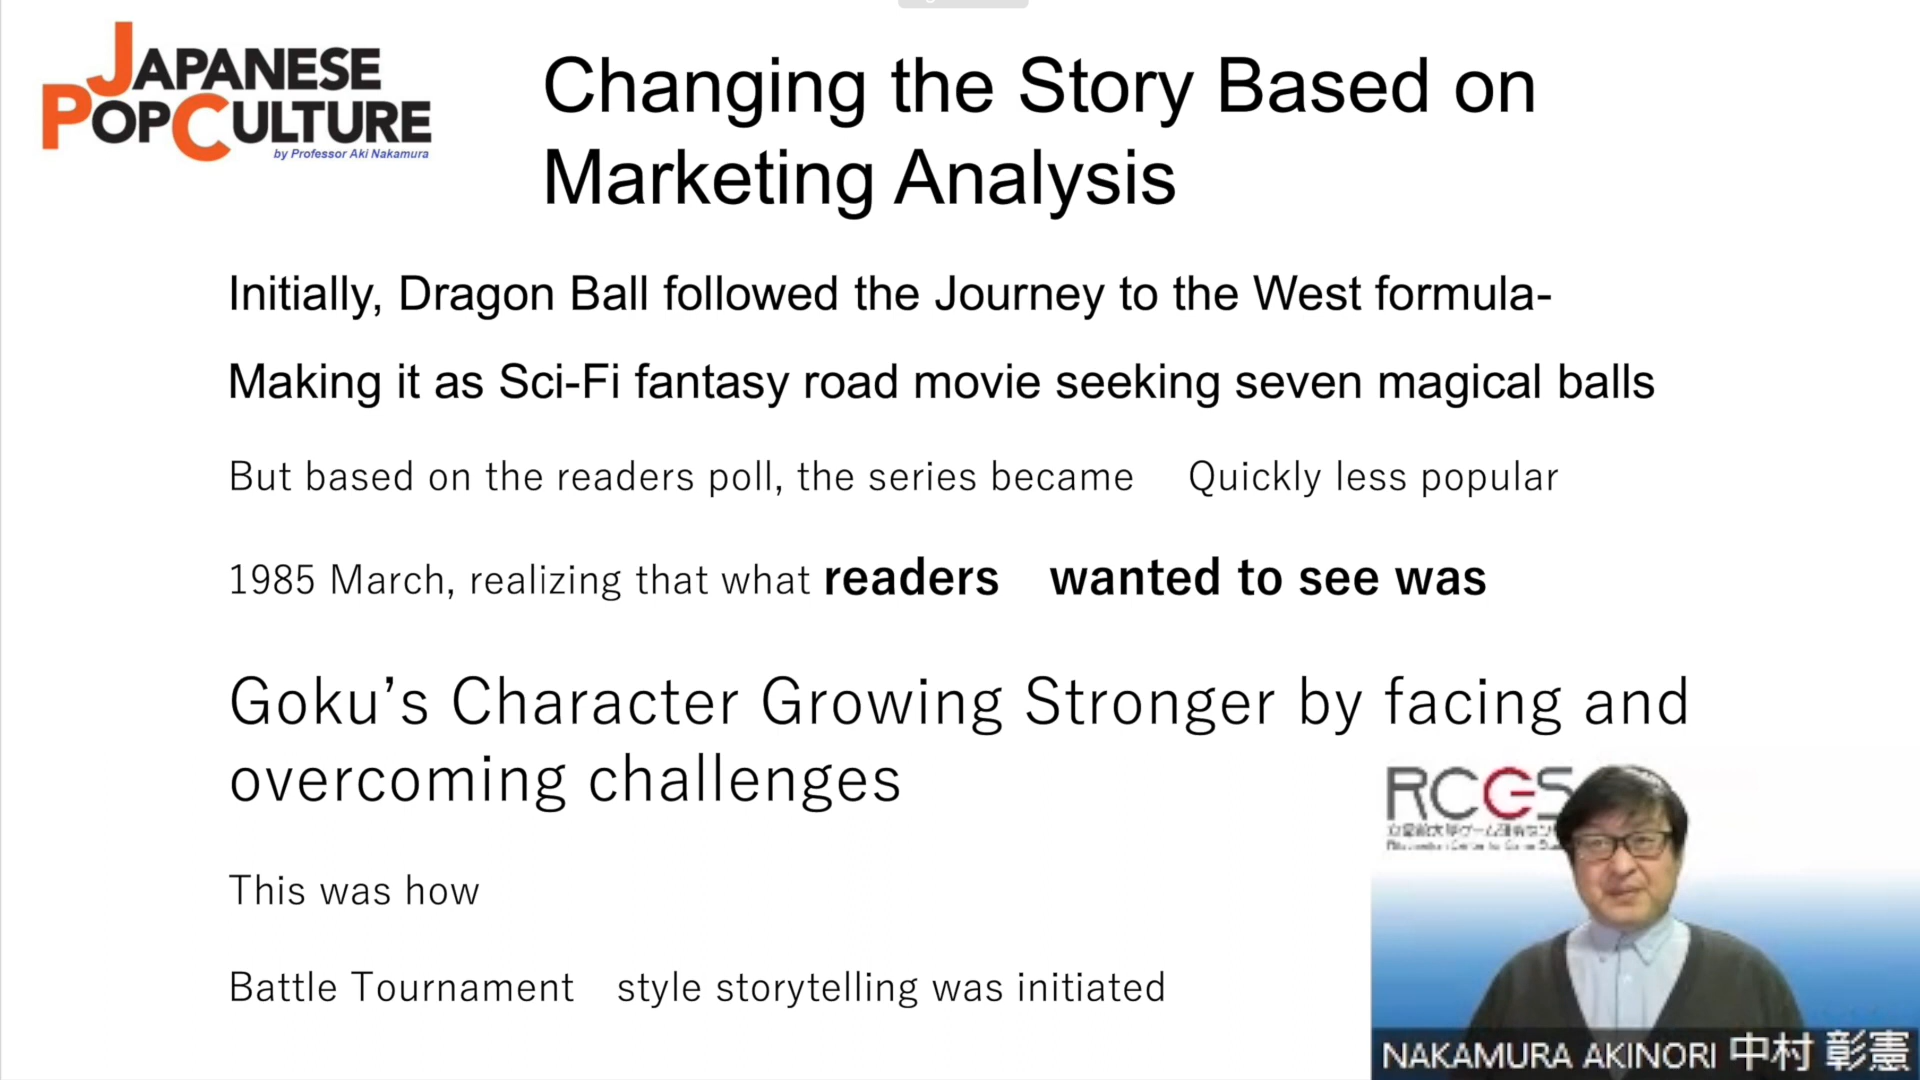 JAPANESE
POPCULTURE
by Professor Aki Nakamura
Changing the Story Based on
Marketing Analysis
Initially, Dragon Ball followed the Journey to the West formula-
Making it as Sci-Fi fantasy road movie seeking seven magical balls
But based on the readers poll, the series became Quickly less popular
1985 March, realizing that what readers wanted to see was
Goku’s Character Growing Stronger by facing and
overcoming challenges
This was how
Battle Tournament style storytelling was initiated
RCGS
NAKAMURA AKINORI 中村 彰憲